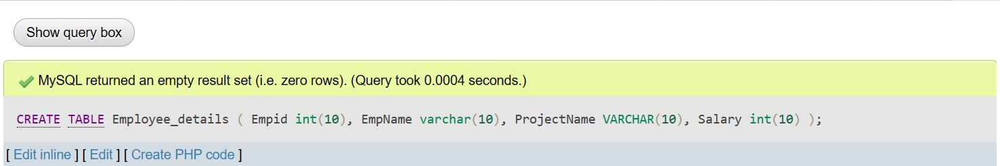 Show query box
MySQL returned an empty result set (i.e. zero rows). (Query took 0.0004 seconds.)
CREATE TABLE Employee_details ( Empid int(10), EmpName varchar(10), ProjectName VARCHAR(10), Salary int(10) );
[ Edit inline ] [ Edit ] [ Create PHP code ]